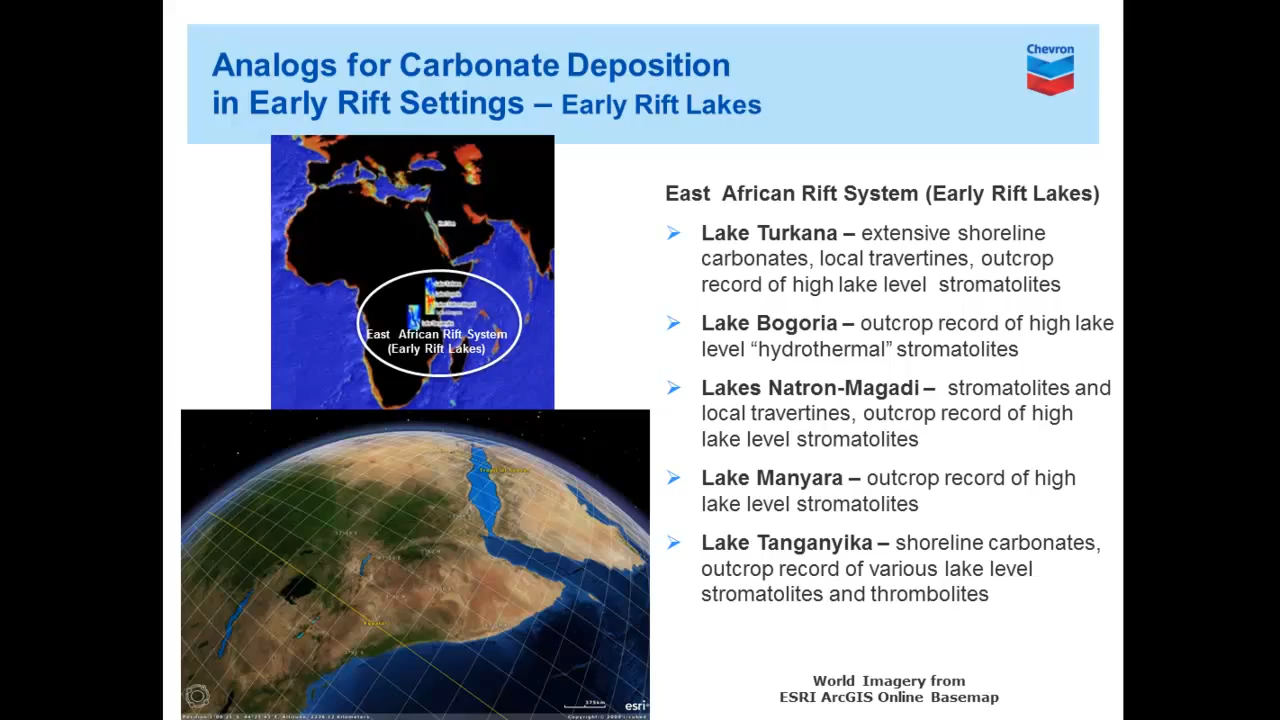 Analogs for Carbonate Deposition
in Early Rift Settings – Early Rift Lakes
Chevron
East African Rift System
(Early Rift Lakes)
East African Rift System (Early Rift Lakes)
Lake Turkana – extensive shoreline
carbonates, local travertines, outcrop
record of high lake level stromatolites
Lake Bogoria – outcrop record of high lake
level “hydrothermal” stromatolites
Lakes Natron-Magadi – stromatolites and
local travertines, outcrop record of high
lake level stromatolites
Lake Manyara – outcrop record of high
lake level stromatolites
Lake Tanganyika – shoreline carbonates,
outcrop record of various lake level
stromatolites and thrombolites
esri
World Imagery from
ESRI ArcGIS Online Basemap